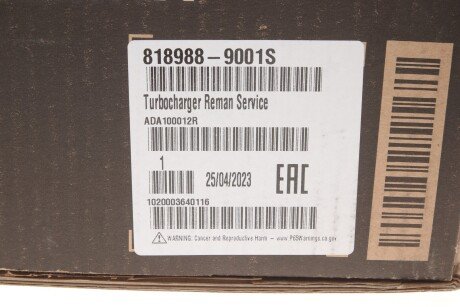 818988-9001S
Turbocharger Reman Service
ADA100012R
1
25/04/2023
EAC
1020003640116
WARNING: Cancer and Reproductive Harm - www.P65Warnings.ca.gov